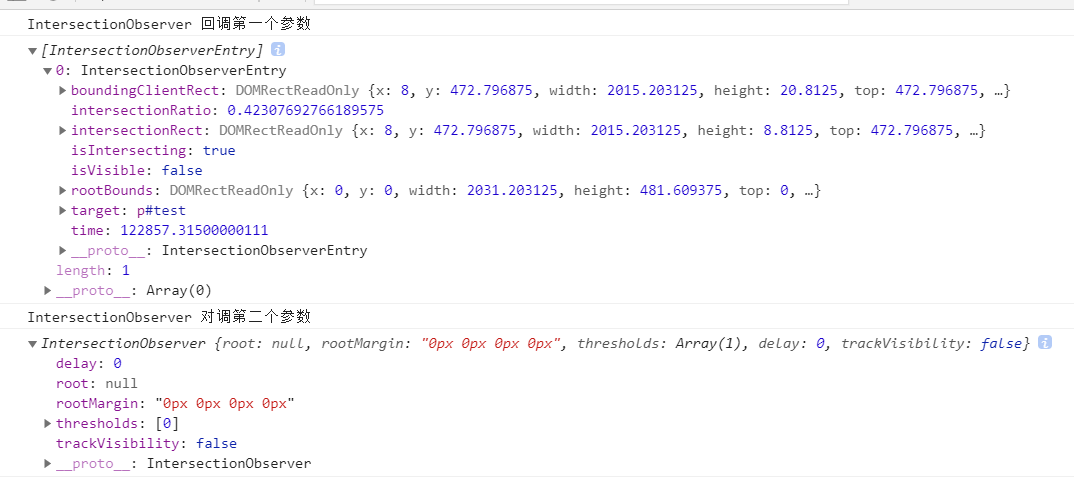 IntersectionObserver 回调第一个参数
[IntersectionObserverEntry] i
0: IntersectionObserverEntry
boundingClientRect: DOMRectReadOnly {x: 8, y: 472.796875, width: 2015.203125, height: 20.8125, top: 472.796875, …}
intersectionRatio: 0.42307692766189575
intersectionRect: DOMRectReadOnly {x: 8, y: 472.796875, width: 2015.203125, height: 8.8125, top: 472.796875, …}
isIntersecting: true
isVisible: false
rootBounds: DOMRectReadOnly {x: 0, y: 0, width: 2031.203125, height: 481.609375, top: 0, …}
target: p#test
time: 122857.31500000111
__proto__: IntersectionObserverEntry
length: 1
__proto__: Array(0)
IntersectionObserver 对调第二个参数
IntersectionObserver {root: null, rootMargin: "0px 0px 0px 0px", thresholds: Array(1), delay: 0, trackVisibility: false} i
delay: 0
root: null
rootMargin: "0px 0px 0px 0px"
thresholds: [0]
trackVisibility: false
__proto__: IntersectionObserver